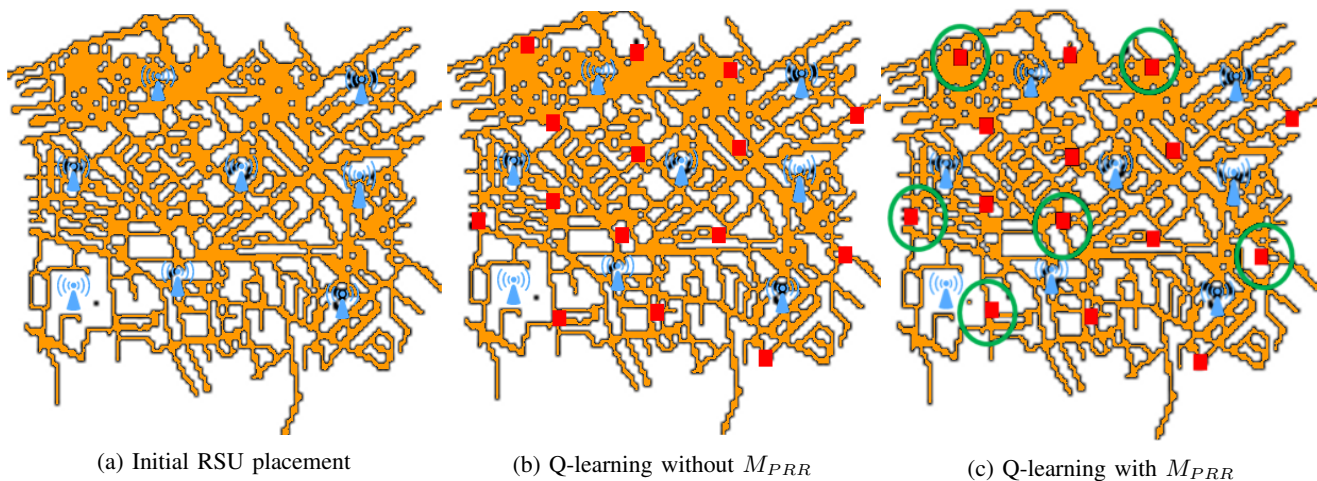 (a) Initial RSU placement
(b) Q-learning without $M_{PRR}$
(c) Q-learning with $M_{PRR}$